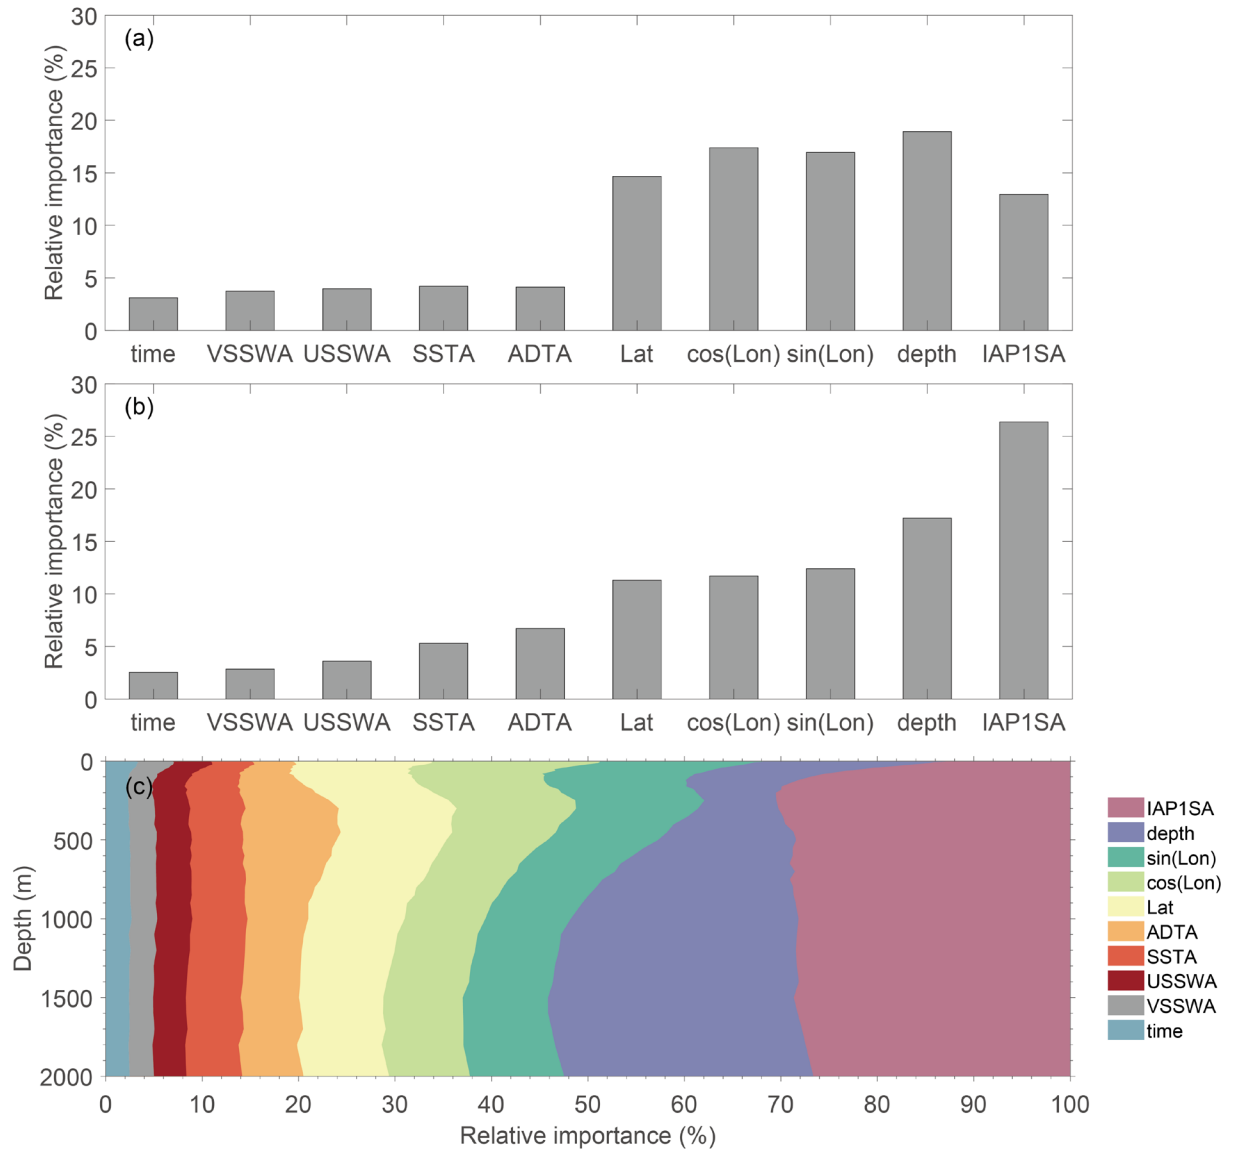 (a)
Relative importance (%)
30
25
20
15
10
5
0
time VSSWA USSWA SSTA ADTA Lat cos(Lon) sin(Lon) depth IAP1SA
(b)
Relative importance (%)
30
25
20
15
10
5
0
time VSSWA USSWA SSTA ADTA Lat cos(Lon) sin(Lon) depth IAP1SA
(c)
Depth (m)
0
500
1000
1500
2000
0 10 20 30 40 50 60 70 80 90 100
Relative importance (%)
IAP1SA
depth
sin(Lon)
cos(Lon)
Lat
ADTA
SSTA
USSWA
VSSWA
time